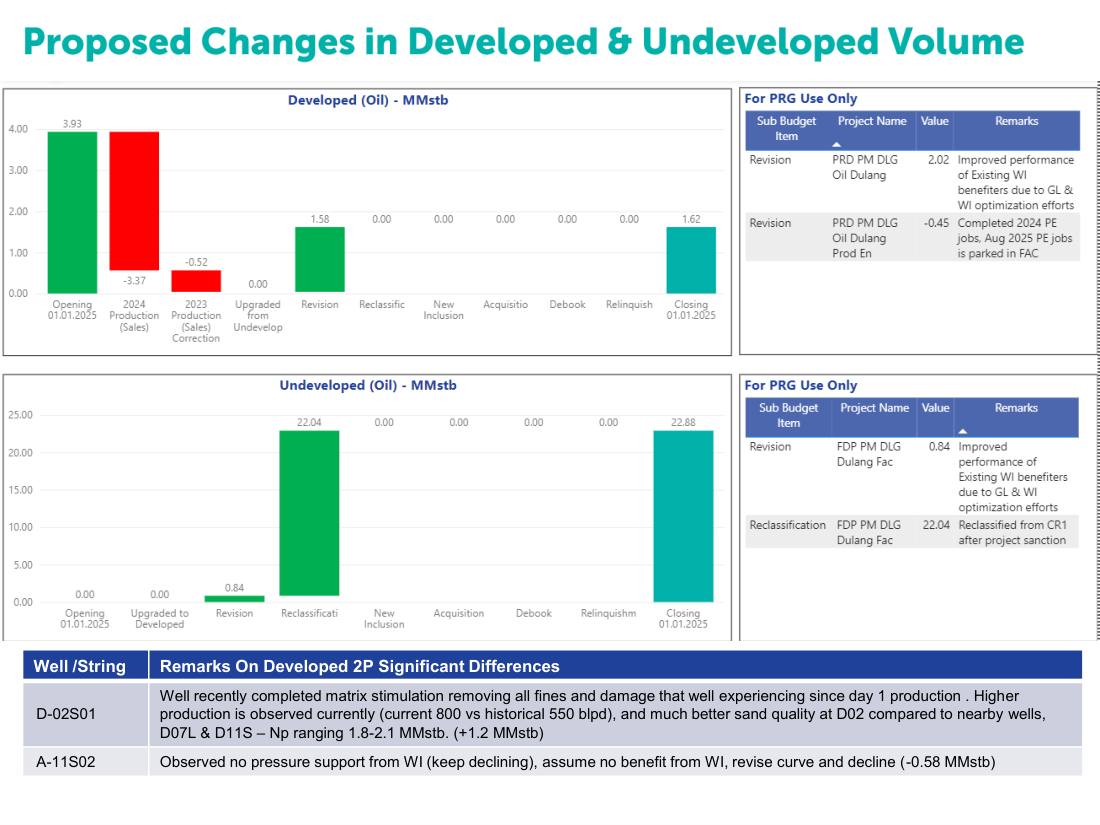 Proposed Changes in Developed & Undeveloped Volume
Developed (Oil) - MMstb
4.00
3.00
2.00
1.00
0.00
3.93
-3.37
-0.52
0.00
1.58
0.00
0.00
0.00
0.00
0.00
1.62
Opening
01.01.2025
2024
Production
(Sales)
2023
Production
(Sales)
Correction
Upgraded
from
Undevelop
Revision
Reclassific
New
Inclusion
Acquisitio
Debook
Relinquish
Closing
01.01.2025
For PRG Use Only
Sub Budget
Item
Project Name
Value
Remarks
Revision
PRD PM DLG
Oil Dulang
2.02
Improved performance
of Existing WI
benefiters due to GL &
WI optimization efforts
Revision
PRD PM DLG
Oil Dulang
Prod En
-0.45
Completed 2024 PE
jobs, Aug 2025 PE jobs
is parked in FAC
Undeveloped (Oil) - MMstb
25.00
20.00
15.00
10.00
5.00
0.00
0.00
0.00
0.84
22.04
0.00
0.00
0.00
0.00
22.88
Opening
01.01.2025
Upgraded to
Developed
Revision
Reclassificati
New
Inclusion
Acquisition
Debook
Relinquishm
Closing
01.01.2025
For PRG Use Only
Sub Budget
Item
Project Name
Value
Remarks
Revision
FDP PM DLG
Dulang Fac
0.84
Improved
performance of
Existing WI benefiters
due to GL & WI
optimization efforts
Reclassification
FDP PM DLG
Dulang Fac
22.04
Reclassified from CR1
after project sanction
Well /String
Remarks On Developed 2P Significant Differences
D-02S01
Well recently completed matrix stimulation removing all fines and damage that well experiencing since day 1 production . Higher
production is observed currently (current 800 vs historical 550 blpd), and much better sand quality at D02 compared to nearby wells,
D07L & D11S – Np ranging 1.8-2.1 MMstb. (+1.2 MMstb)
A-11S02
Observed no pressure support from WI (keep declining), assume no benefit from WI, revise curve and decline (-0.58 MMstb)